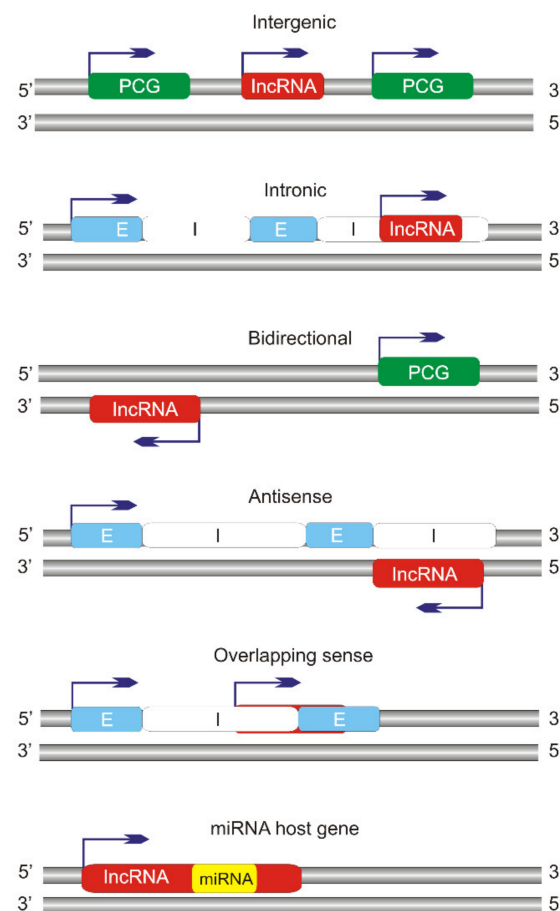 Intergenic
5' PCG lncRNA PCG 3
3' 5
Intronic
5' E I E I lncRNA 3
3' 5
Bidirectional
5' PCG 3
3' lncRNA 5
Antisense
5' E I E I 3
3' lncRNA 5
Overlapping sense
5' E I E 3
3' 5
miRNA host gene
5' lncRNA miRNA 3
3' 5